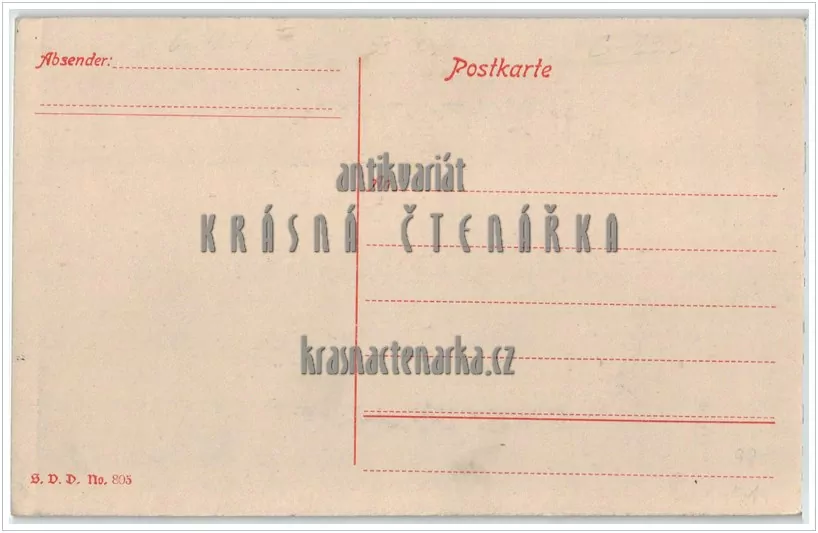 Absender:
Postkarte
antikvariát
KRÁSNÁ ČTENÁŘKA
krasnactenarka.cz
S. V. D. No. 805